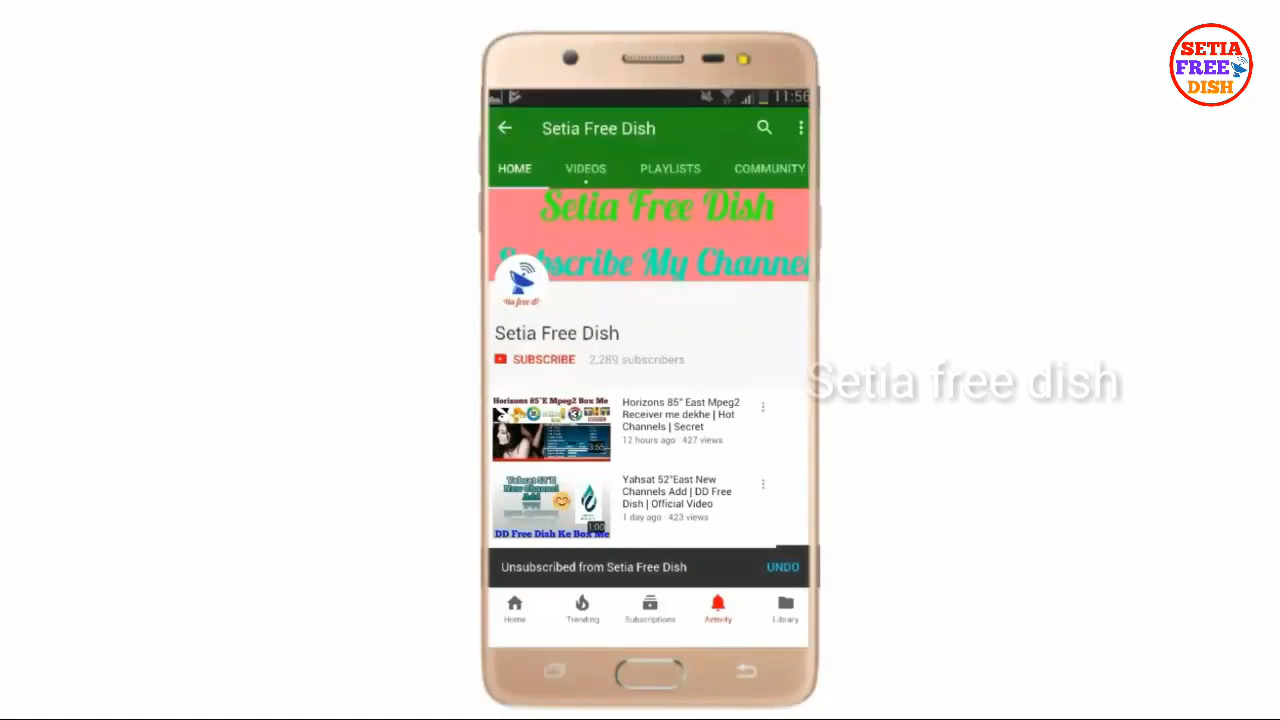 SETIA
FREE
DISH
11:56
Setia Free Dish
HOME VIDEOS PLAYLISTS COMMUNITY
Setia Free Dish
Subscribe My Channel
Setia Free Dish
SUBSCRIBE 2,289 subscribers
Setia free dish
Horizons 85°E Mpeg2 Box Me
3:55
Horizons 85° East Mpeg2
Receiver me dekhe | Hot
Channels | Secret
12 hours ago · 427 views
Yahsat 52°E
New Channel
Add
1:00
DD Free Dish Ke Box Me
Yahsat 52°East New
Channels Add | DD Free
Dish | Official Video
1 day ago · 423 views
Unsubscribed from Setia Free Dish UNDO
Home Trending Subscriptions Activity Library